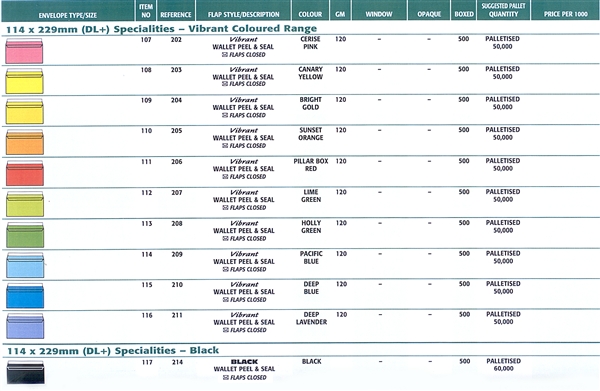 ENVELOPE TYPE/SIZE ITEM NO REFERENCE FLAP STYLE/DESCRIPTION COLOUR GM WINDOW OPAQUE BOXED SUGGESTED PALLET QUANTITY PRICE PER 1000
114 x 229mm (DL+) Specialities – Vibrant Coloured Range
107 202 Vibrant CERISE 120 – – 500 PALLETISED
WALLET PEEL & SEAL PINK 50,000
☒ FLAPS CLOSED
108 203 Vibrant CANARY 120 – – 500 PALLETISED
WALLET PEEL & SEAL YELLOW 50,000
☒ FLAPS CLOSED
109 204 Vibrant BRIGHT 120 – – 500 PALLETISED
WALLET PEEL & SEAL GOLD 50,000
☒ FLAPS CLOSED
110 205 Vibrant SUNSET 120 – – 500 PALLETISED
WALLET PEEL & SEAL ORANGE 50,000
☒ FLAPS CLOSED
111 206 Vibrant PILLAR BOX 120 – – 500 PALLETISED
WALLET PEEL & SEAL RED 50,000
☒ FLAPS CLOSED
112 207 Vibrant LIME 120 – – 500 PALLETISED
WALLET PEEL & SEAL GREEN 50,000
☒ FLAPS CLOSED
113 208 Vibrant HOLLY 120 – – 500 PALLETISED
WALLET PEEL & SEAL GREEN 50,000
☒ FLAPS CLOSED
114 209 Vibrant PACIFIC 120 – – 500 PALLETISED
WALLET PEEL & SEAL BLUE 50,000
☒ FLAPS CLOSED
115 210 Vibrant DEEP 120 – – 500 PALLETISED
WALLET PEEL & SEAL BLUE 50,000
☒ FLAPS CLOSED
116 211 Vibrant DEEP 120 – – 500 PALLETISED
WALLET PEEL & SEAL LAVENDER 50,000
☒ FLAPS CLOSED
114 x 229mm (DL+) Specialities – Black
117 214 BLACK BLACK 120 – – 500 PALLETISED
WALLET PEEL & SEAL 60,000
☒ FLAPS CLOSED